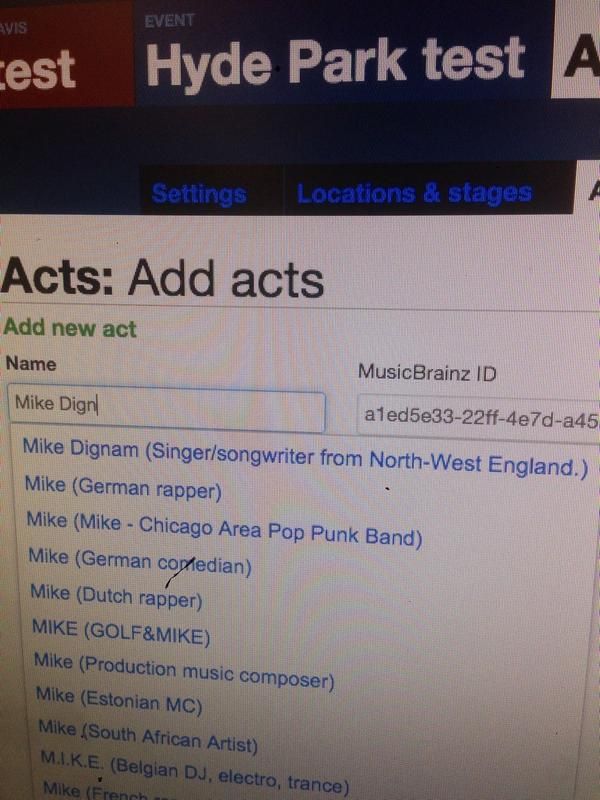 AVIS
EVENT
test
Hyde Park test
A
Settings
Locations & stages
A
Acts: Add acts
Add new act
Name
MusicBrainz ID
Mike Dign
a1ed5e33-22ff-4e7d-a45
Mike Dignam (Singer/songwriter from North-West England.)
Mike (German rapper)
Mike (Mike - Chicago Area Pop Punk Band)
Mike (German comedian)
Mike (Dutch rapper)
MIKE (GOLF&MIKE)
Mike (Production music composer)
Mike (Estonian MC)
Mike (South African Artist)
M.I.K.E. (Belgian DJ, electro, trance)
Mike (French